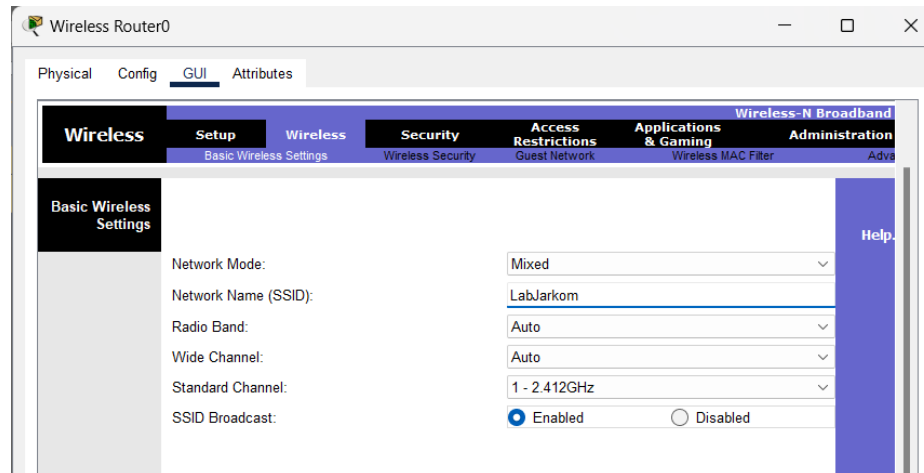 Wireless Router0
Physical Config GUI Attributes
Wireless-N Broadband
Wireless Setup Wireless Security Access Restrictions Applications & Gaming Administration
Basic Wireless Settings Wireless Security Guest Network Wireless MAC Filter Adva
Basic Wireless
Settings
Help.
Network Mode: Mixed
Network Name (SSID): LabJarkom
Radio Band: Auto
Wide Channel: Auto
Standard Channel: 1 - 2.412GHz
SSID Broadcast: Enabled Disabled